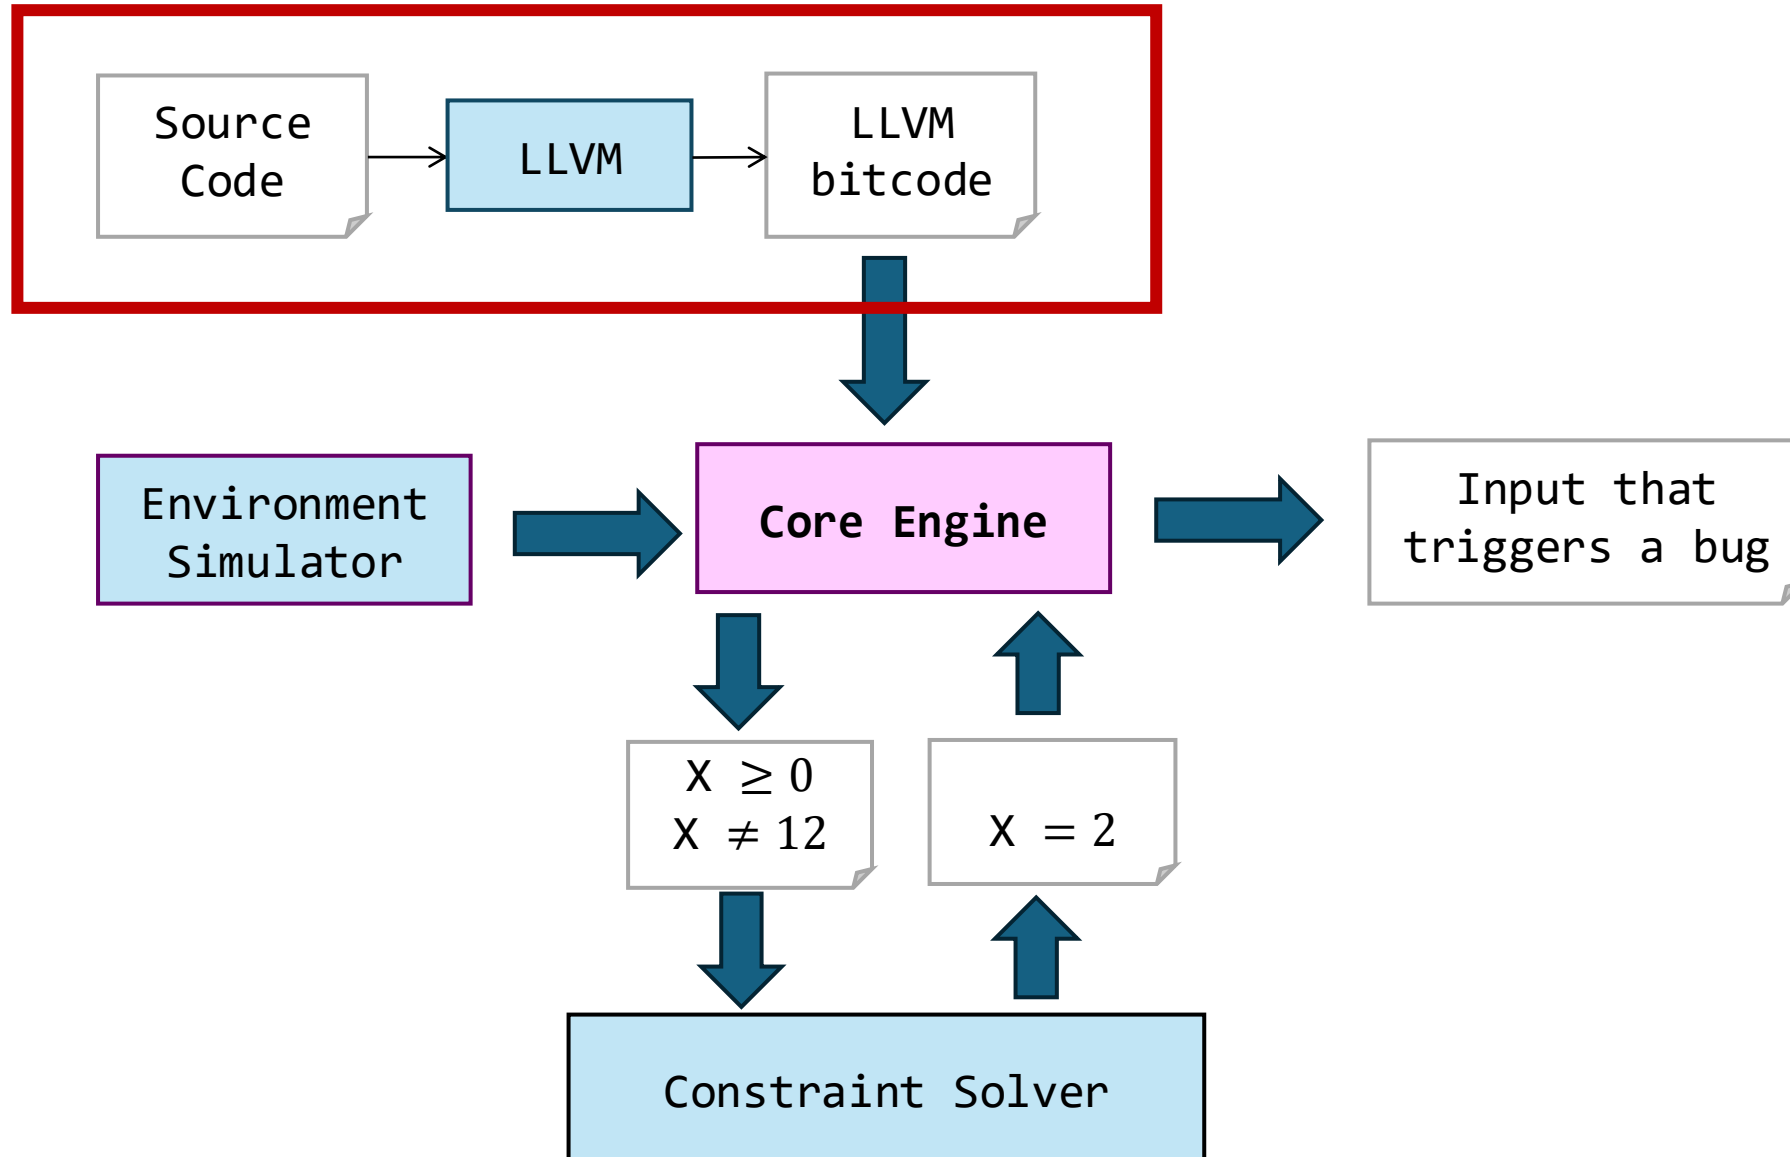 Source
Code
LLVM
LLVM
bitcode
Environment
Simulator
Core Engine
Input that
triggers a bug
X ≥ 0
X ≠ 12
X = 2
Constraint Solver